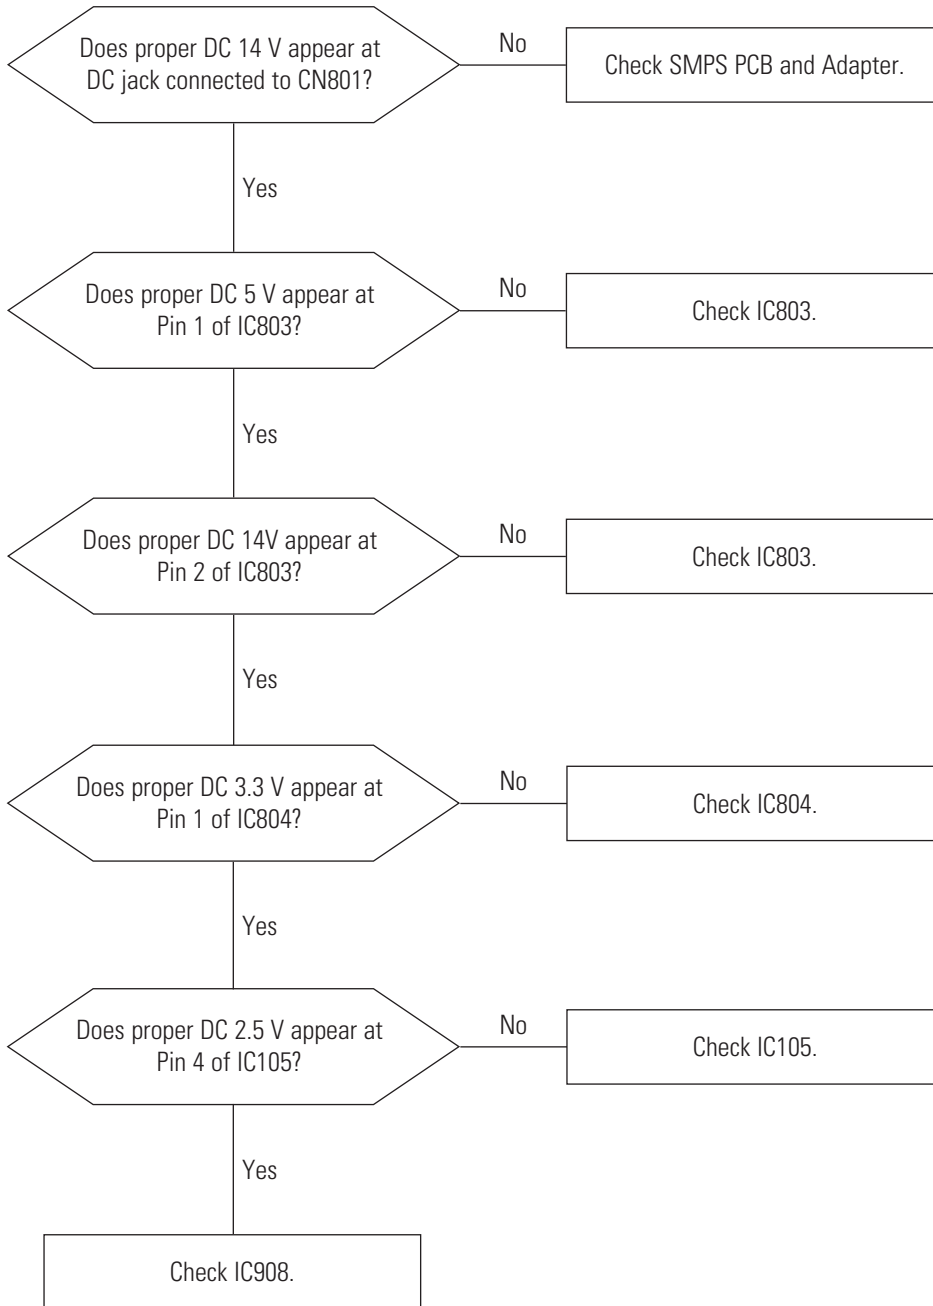 Does proper DC 14 V appear at
DC jack connected to CN801?
No
Check SMPS PCB and Adapter.
Yes
Does proper DC 5 V appear at
Pin 1 of IC803?
No
Check IC803.
Yes
Does proper DC 14V appear at
Pin 2 of IC803?
No
Check IC803.
Yes
Does proper DC 3.3 V appear at
Pin 1 of IC804?
No
Check IC804.
Yes
Does proper DC 2.5 V appear at
Pin 4 of IC105?
No
Check IC105.
Yes
Check IC908.